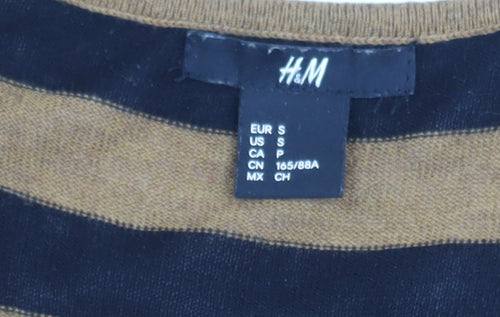 H&M
EUR S
US S
CA P
CN 165/88A
MX CH